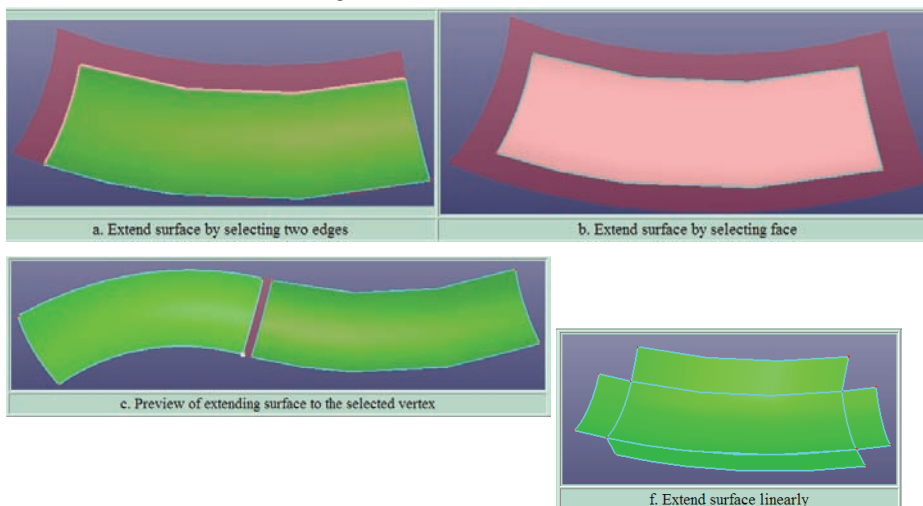 a. Extend surface by selecting two edges
b. Extend surface by selecting face
c. Preview of extending surface to the selected vertex
f. Extend surface linearly